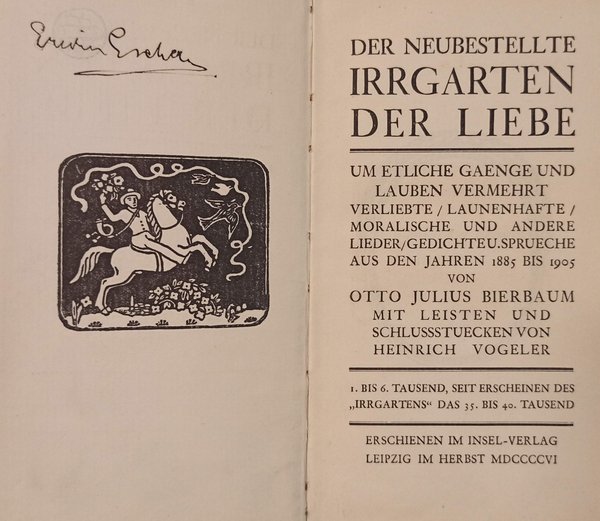 Erwin Escher
DER NEUBESTELLTE
IRRGARTEN
DER LIEBE
UM ETLICHE GAENGE UND
LAUBEN VERMEHRT
VERLIEBTE / LAUNENHAFTE /
MORALISCHE UND ANDERE
LIEDER/GEDICHTE U. SPRUECHE
AUS DEN JAHREN 1885 BIS 1905
VON
OTTO JULIUS BIERBAUM
MIT LEISTEN UND
SCHLUSSSTUECKEN VON
HEINRICH VOGELER
1. BIS 6. TAUSEND, SEIT ERSCHEINEN DES
„IRRGARTENS“ DAS 35. BIS 40. TAUSEND
ERSCHIENEN IM INSEL-VERLAG
LEIPZIG IM HERBST MDCCCCVI